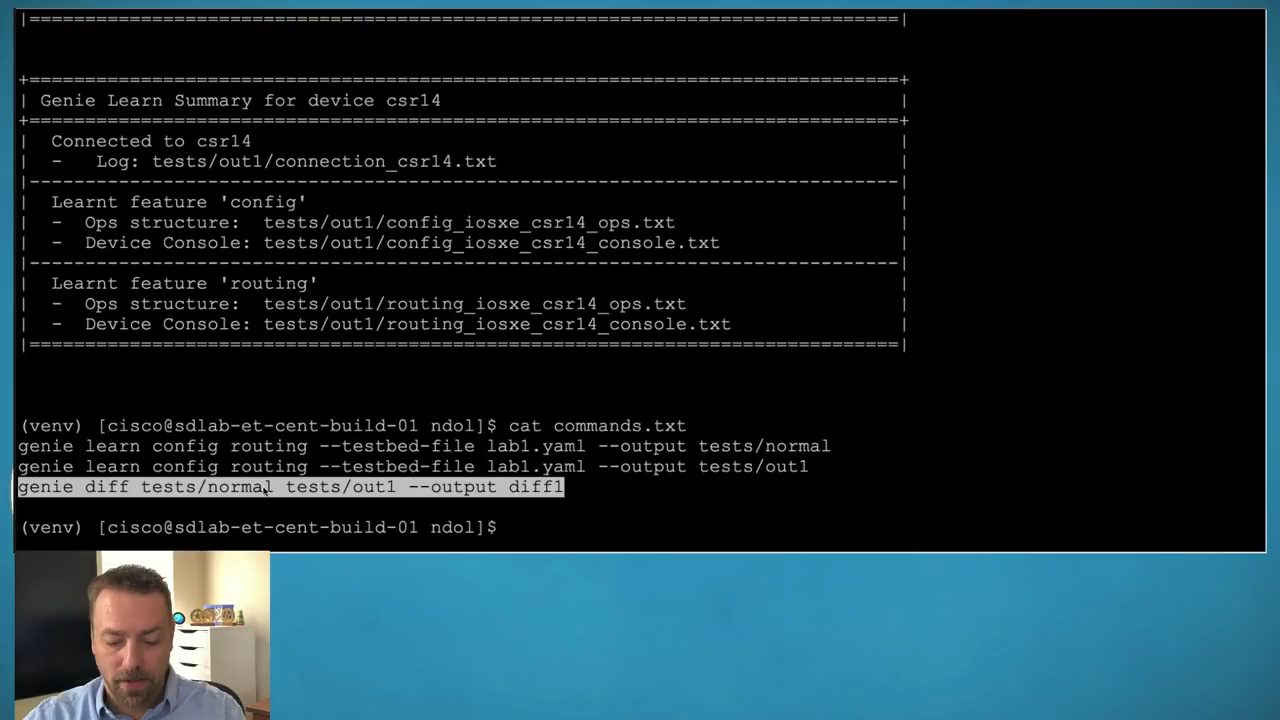 |==============================================================================|
+==============================================================================+
| Genie Learn Summary for device csr14 |
+==============================================================================+
| Connected to csr14 |
| - Log: tests/out1/connection_csr14.txt |
|------------------------------------------------------------------------------|
| Learnt feature 'config' |
| - Ops structure: tests/out1/config_iosxe_csr14_ops.txt |
| - Device Console: tests/out1/config_iosxe_csr14_console.txt |
|------------------------------------------------------------------------------|
| Learnt feature 'routing' |
| - Ops structure: tests/out1/routing_iosxe_csr14_ops.txt |
| - Device Console: tests/out1/routing_iosxe_csr14_console.txt |
|==============================================================================|
(venv) [cisco@sdlab-et-cent-build-01 ndol]$ cat commands.txt
genie learn config routing --testbed-file lab1.yaml --output tests/normal
genie learn config routing --testbed-file lab1.yaml --output tests/out1
genie diff tests/normal tests/out1 --output diff1
(venv) [cisco@sdlab-et-cent-build-01 ndol]$